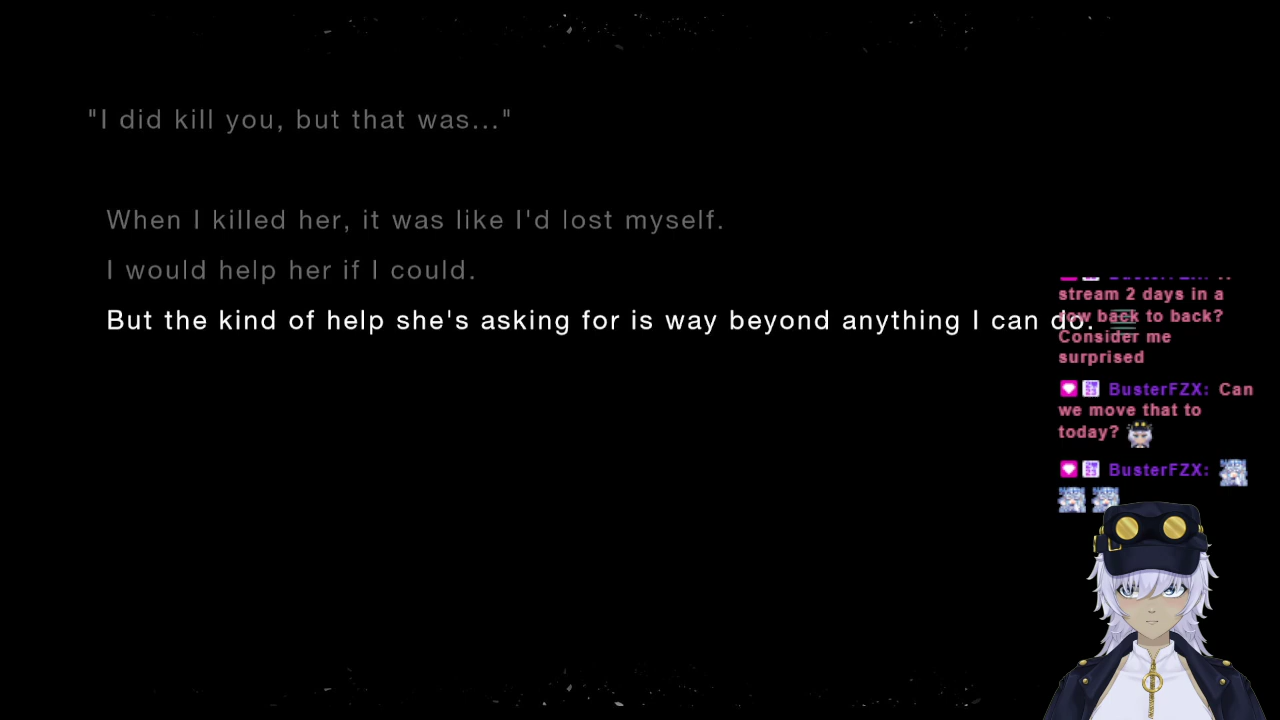 "I did kill you, but that was..."
When I killed her, it was like I'd lost myself.
I would help her if I could.
But the kind of help she's asking for is way beyond anything I can do.
stream 2 days in a
row back to back?
Consider me
surprised
BusterFZX: Can
we move that to
today?
BusterFZX: